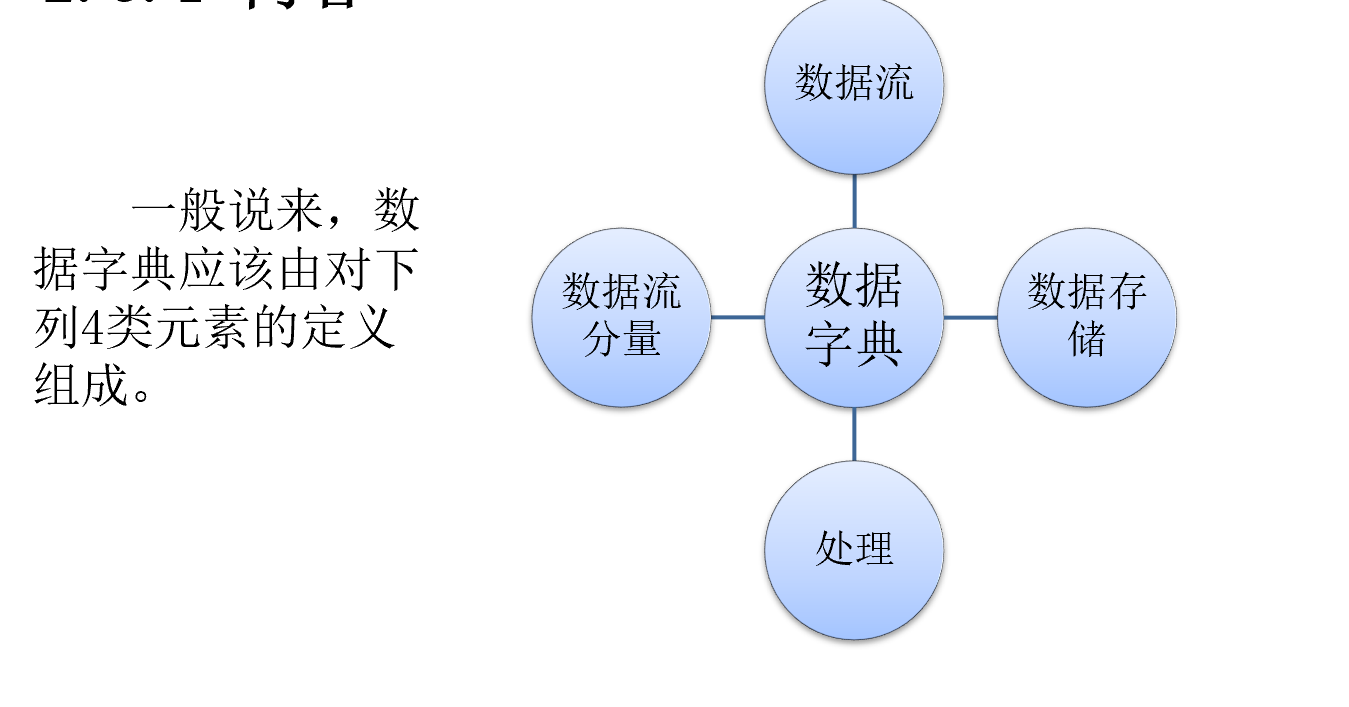 一般说来，数
据字典应该由对下
列4类元素的定义
组成。
数据流
数据流
分量
数据
字典
数据存
储
处理